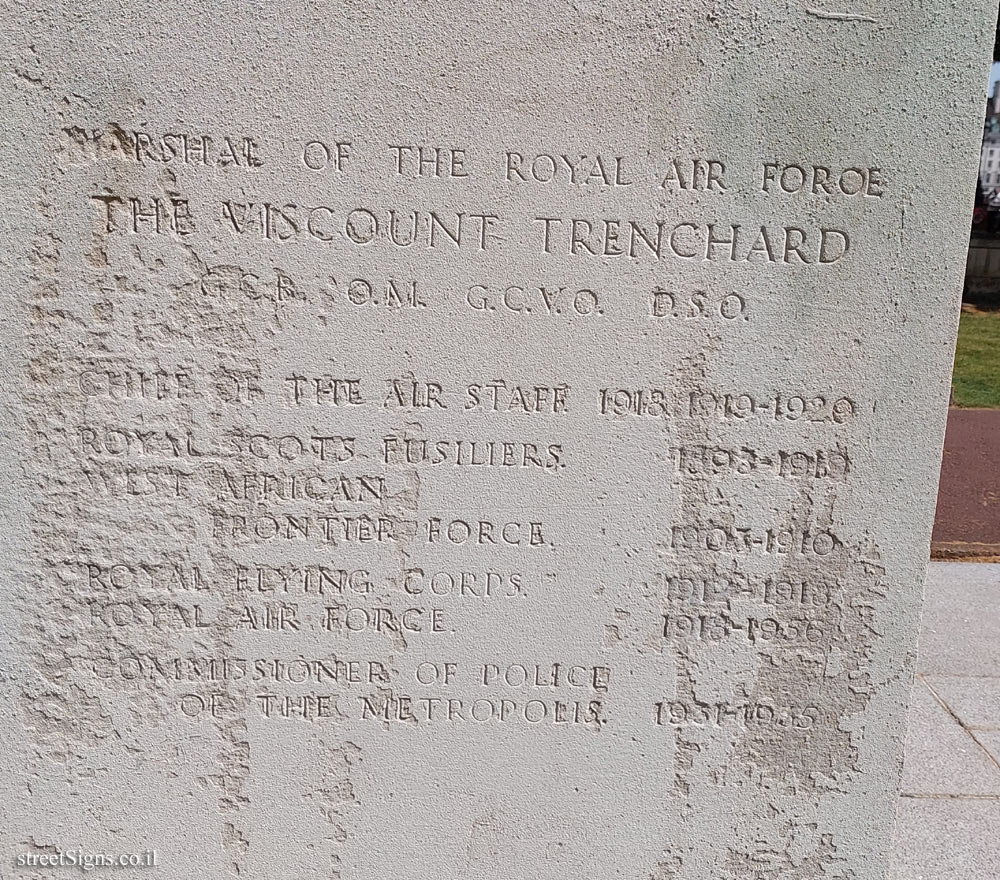 MARSHAL OF THE ROYAL AIR FORCE
THE VISCOUNT TRENCHARD
G.C.B. O.M. G.C.V.O. D.S.O.
CHIEF OF THE AIR STAFF 1918 1919-1920
ROYAL SCOTS FUSILIERS. 1893-1919
WEST AFRICAN
FRONTIER FORCE. 1903-1910
ROYAL FLYING CORPS. 1912-1918
ROYAL AIR FORCE. 1918-1956
COMMISSIONER OF POLICE
OF THE METROPOLIS. 1931-1935
streetSigns.co.il